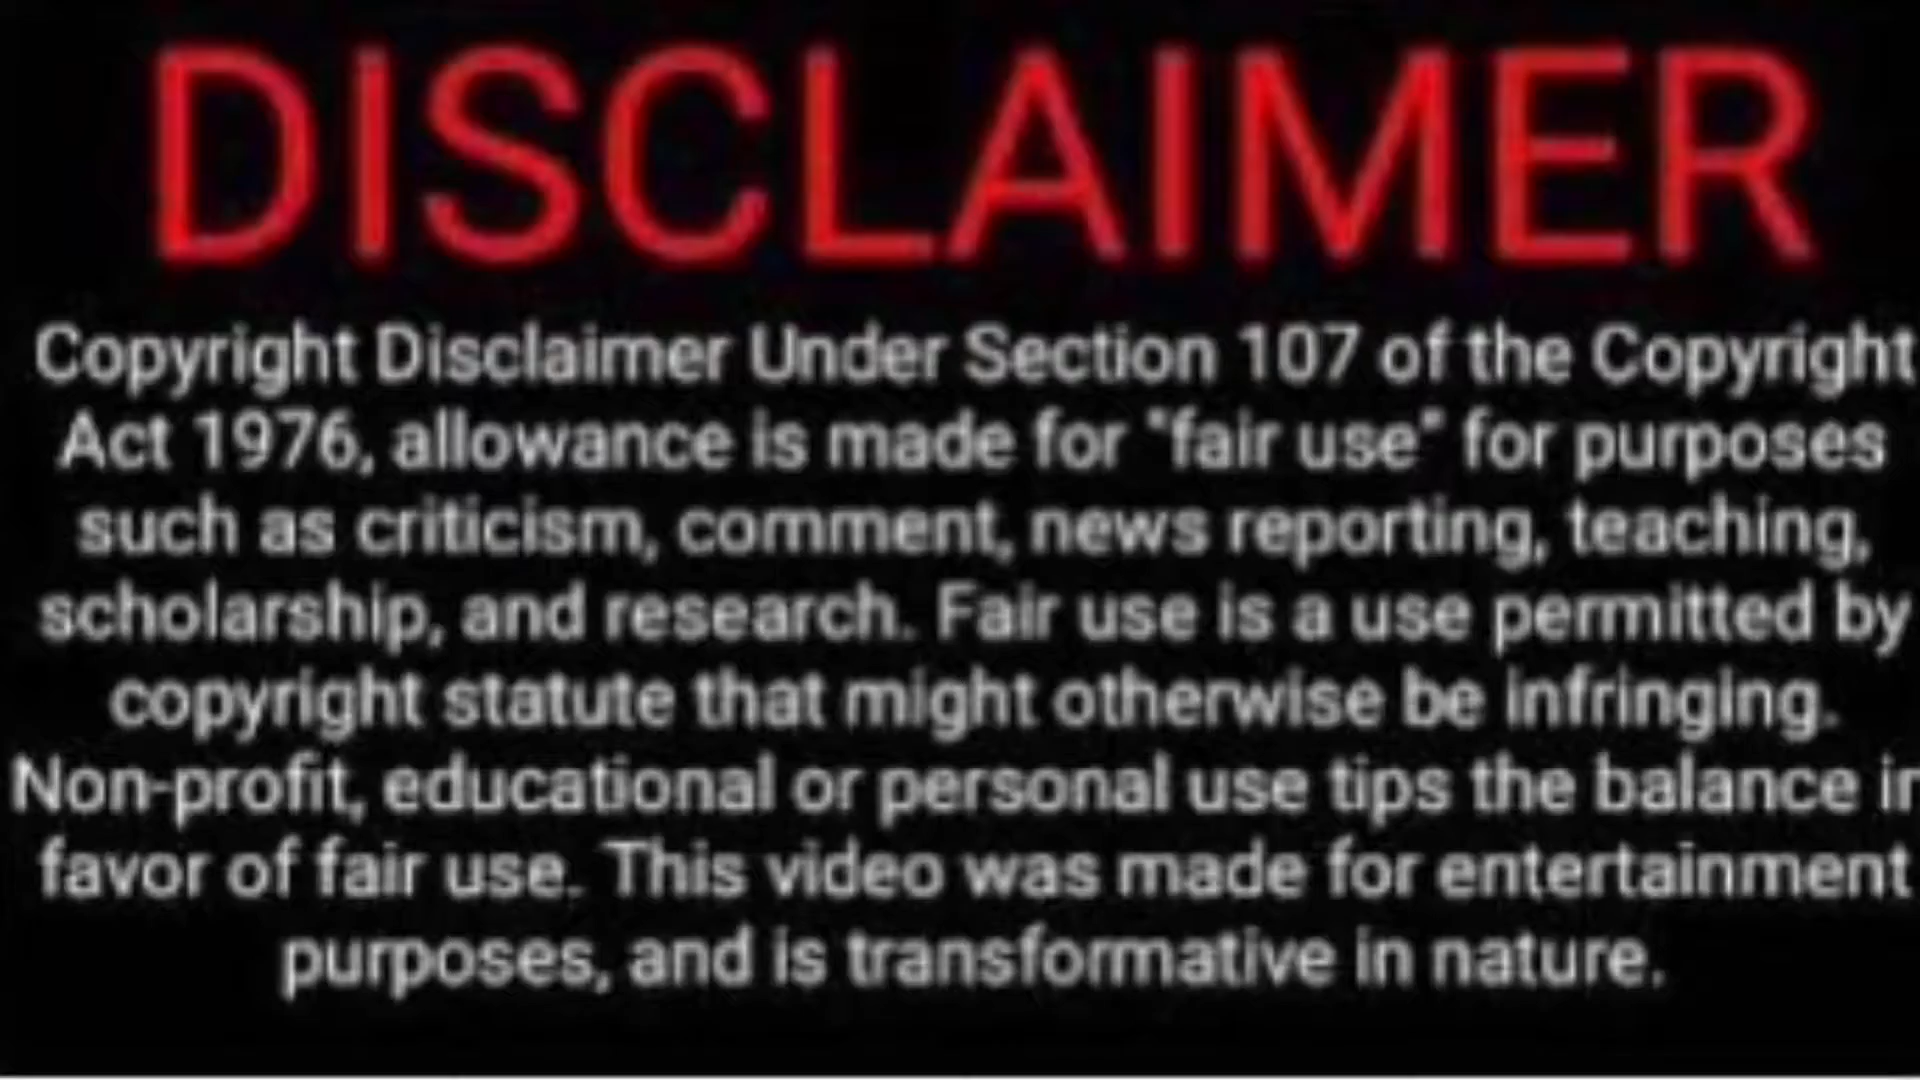 DISCLAIMER
Copyright Disclaimer Under Section 107 of the Copyright
Act 1976, allowance is made for "fair use" for purposes
such as criticism, comment, news reporting, teaching,
scholarship, and research. Fair use is a use permitted by
copyright statute that might otherwise be infringing.
Non-profit, educational or personal use tips the balance in
favor of fair use. This video was made for entertainment
purposes, and is transformative in nature.